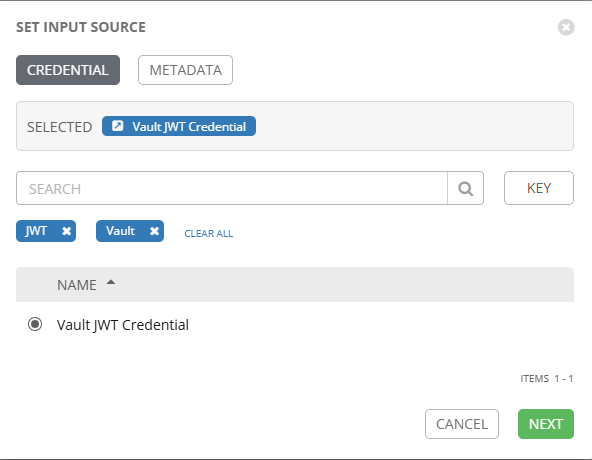 SET INPUT SOURCE
CREDENTIAL METADATA
SELECTED Vault JWT Credential
SEARCH KEY
JWT Vault CLEAR ALL
NAME
Vault JWT Credential
ITEMS 1 - 1
CANCEL NEXT